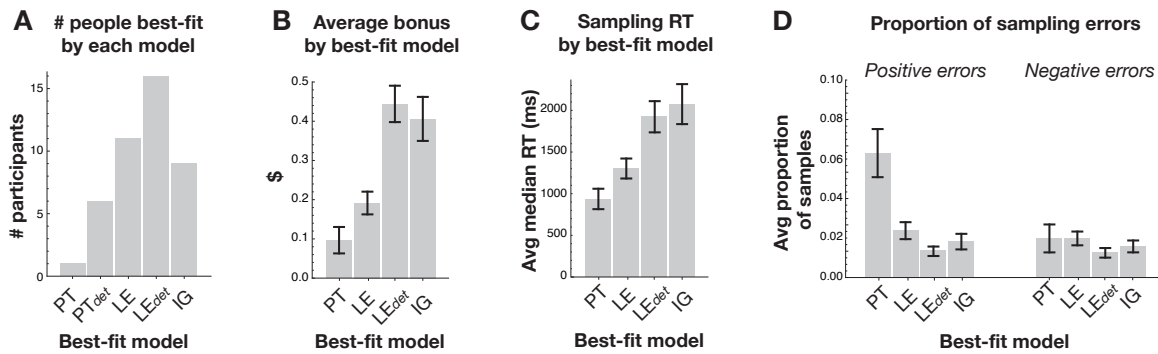 A
# people best-fit
by each model
# participants
15
10
5
0
PT
PTdet
LE
LEdet
IG
Best-fit model
B
Average bonus
by best-fit model
$
0.5
0.4
0.3
0.2
0.1
0.0
PT
LE
LEdet
IG
Best-fit model
C
Sampling RT
by best-fit model
Avg median RT (ms)
2000
1500
1000
500
0
PT
LE
LEdet
IG
Best-fit model
D
Proportion of sampling errors
Positive errors
Negative errors
Avg proportion
of samples
0.10
0.08
0.06
0.04
0.02
0.00
PT
LE
LEdet
IG
PT
LE
LEdet
IG
Best-fit model